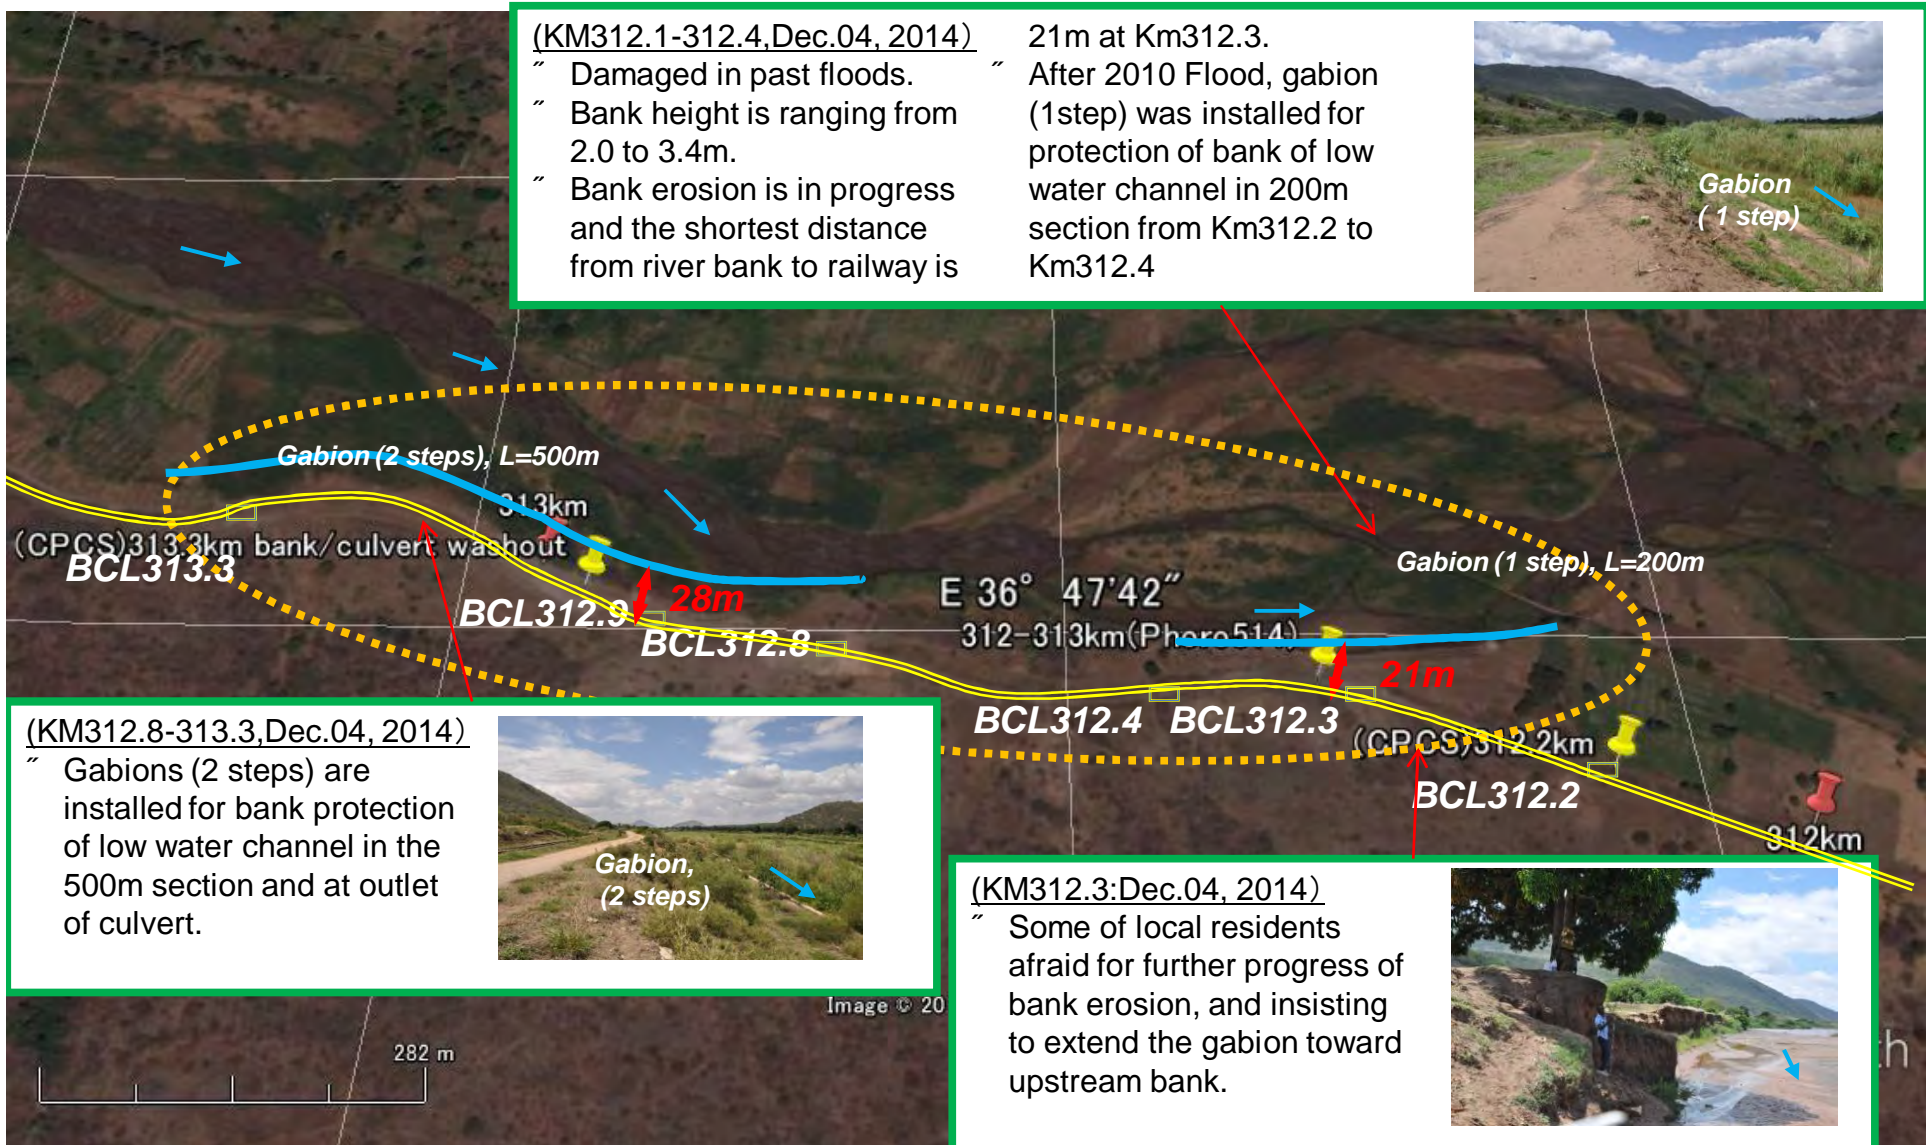 (KM312.1-312.4,Dec.04, 2014）
˝ Damaged in past floods.
˝ Bank height is ranging from
2.0 to 3.4m.
˝ Bank erosion is in progress
and the shortest distance
from river bank to railway is
21m at Km312.3.
˝ After 2010 Flood, gabion
(1step) was installed for
protection of bank of low
water channel in 200m
section from Km312.2 to
Km312.4
Gabion
( 1 step)
Gabion (2 steps), L=500m
313km
(CPCS)313.3km bank/culvert washout
BCL313.3
BCL312.9
28m
BCL312.8
E 36° 47'42"
312-313km(Phoro514)
Gabion (1 step), L=200m
21m
BCL312.4
BCL312.3
(CPCS)312.2km
BCL312.2
312km
(KM312.8-313.3,Dec.04, 2014）
˝ Gabions (2 steps) are
installed for bank protection
of low water channel in the
500m section and at outlet
of culvert.
Gabion,
(2 steps)
(KM312.3:Dec.04, 2014）
˝ Some of local residents
afraid for further progress of
bank erosion, and insisting
to extend the gabion toward
upstream bank.
Image © 20
282 m